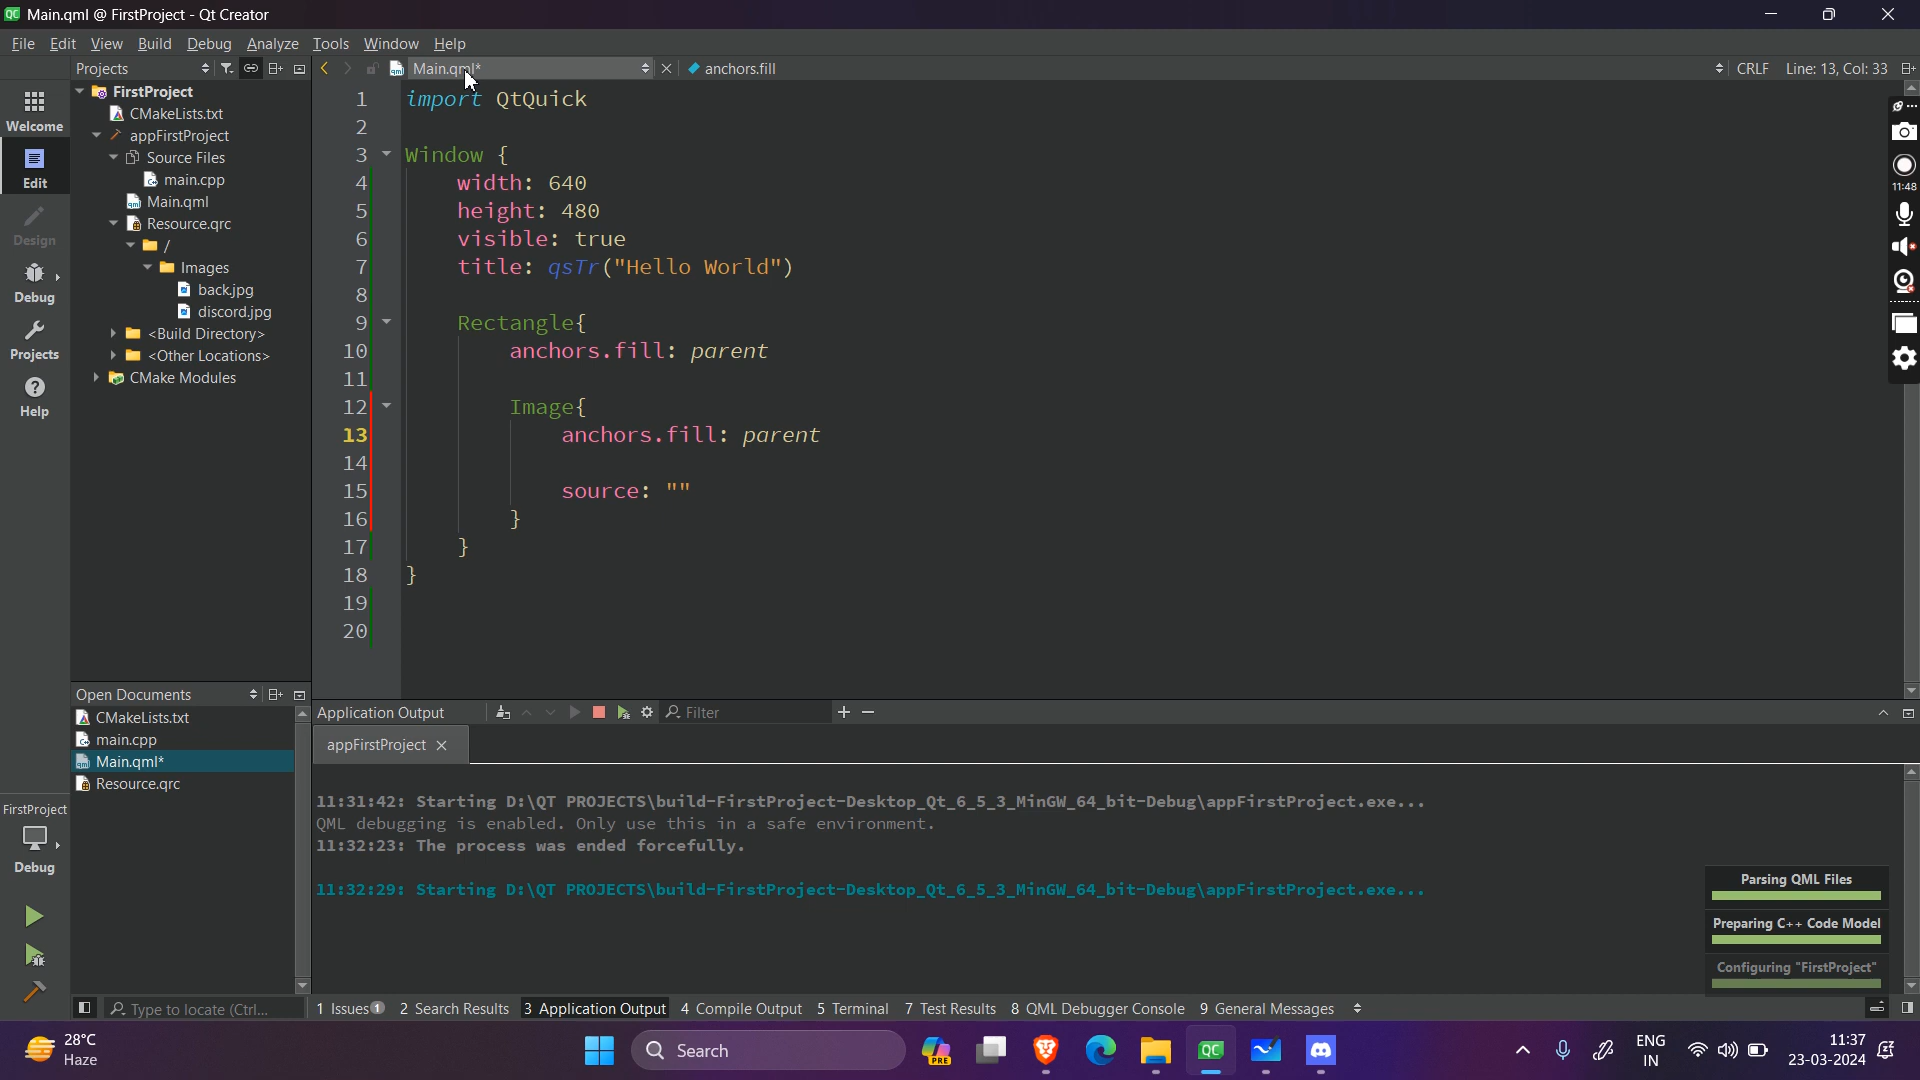 Main.qml @ FirstProject - Qt Creator
File Edit View Build Debug Analyze Tools Window Help
Projects
Main.qml*
anchors.fill
CRLF Line: 13, Col: 33
Welcome
Edit
Design
Debug
Projects
Help
FirstProject
CMakeLists.txt
appFirstProject
Source Files
main.cpp
Main.qml
Resource.qrc
/
Images
back.jpg
discord.jpg
<Build Directory>
<Other Locations>
CMake Modules
1 import QtQuick
2
3 Window {
4 width: 640
5 height: 480
6 visible: true
7 title: qsTr("Hello World")
8
9 Rectangle{
10 anchors.fill: parent
11
12 Image{
13 anchors.fill: parent
14
15 source: ""
16 }
17 }
18 }
19
20
11:48
Open Documents
CMakeLists.txt
main.cpp
Main.qml*
Resource.qrc
FirstProject
Debug
Application Output
Filter
appFirstProject
11:31:42: Starting D:\QT PROJECTS\build-FirstProject-Desktop_Qt_6_5_3_MinGW_64_bit-Debug\appFirstProject.exe...
QML debugging is enabled. Only use this in a safe environment.
11:32:23: The process was ended forcefully.
11:32:29: Starting D:\QT PROJECTS\build-FirstProject-Desktop_Qt_6_5_3_MinGW_64_bit-Debug\appFirstProject.exe...
Parsing QML Files
Preparing C++ Code Model
Configuring "FirstProject"
Type to locate (Ctrl...
1 Issues 1 2 Search Results 3 Application Output 4 Compile Output 5 Terminal 7 Test Results 8 QML Debugger Console 9 General Messages
28°C
Haze
Search
PRE
QC
ENG
IN
11:37
23-03-2024